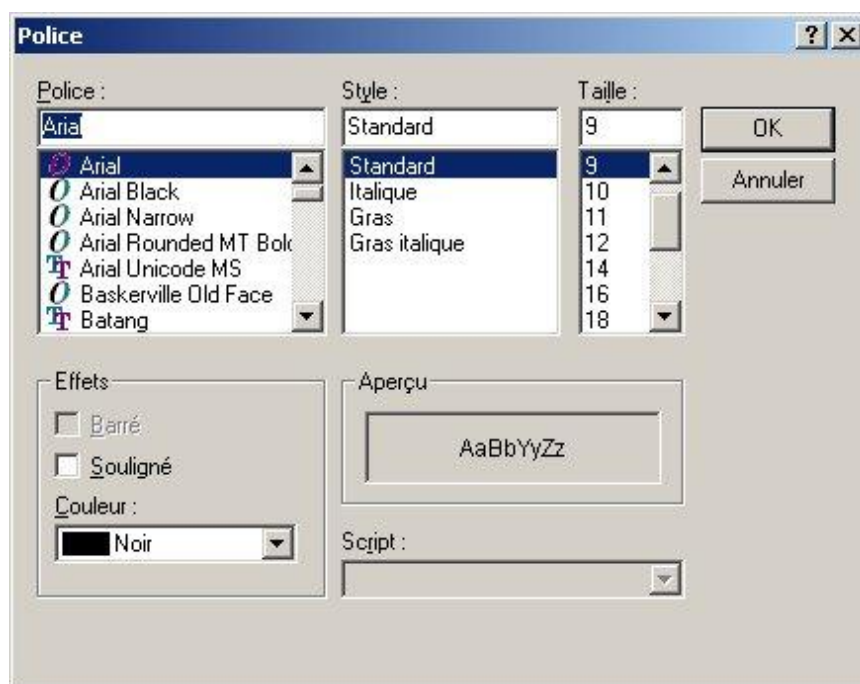 Police
Police :
Arial
Arial
Arial Black
Arial Narrow
Arial Rounded MT Bolc
Arial Unicode MS
Baskerville Old Face
Batang
Style :
Standard
Standard
Italique
Gras
Gras italique
Taille :
9
9
10
11
12
14
16
18
OK
Annuler
Effets
Barré
Souligné
Couleur :
Noir
Aperçu
AaBbYyZz
Script :